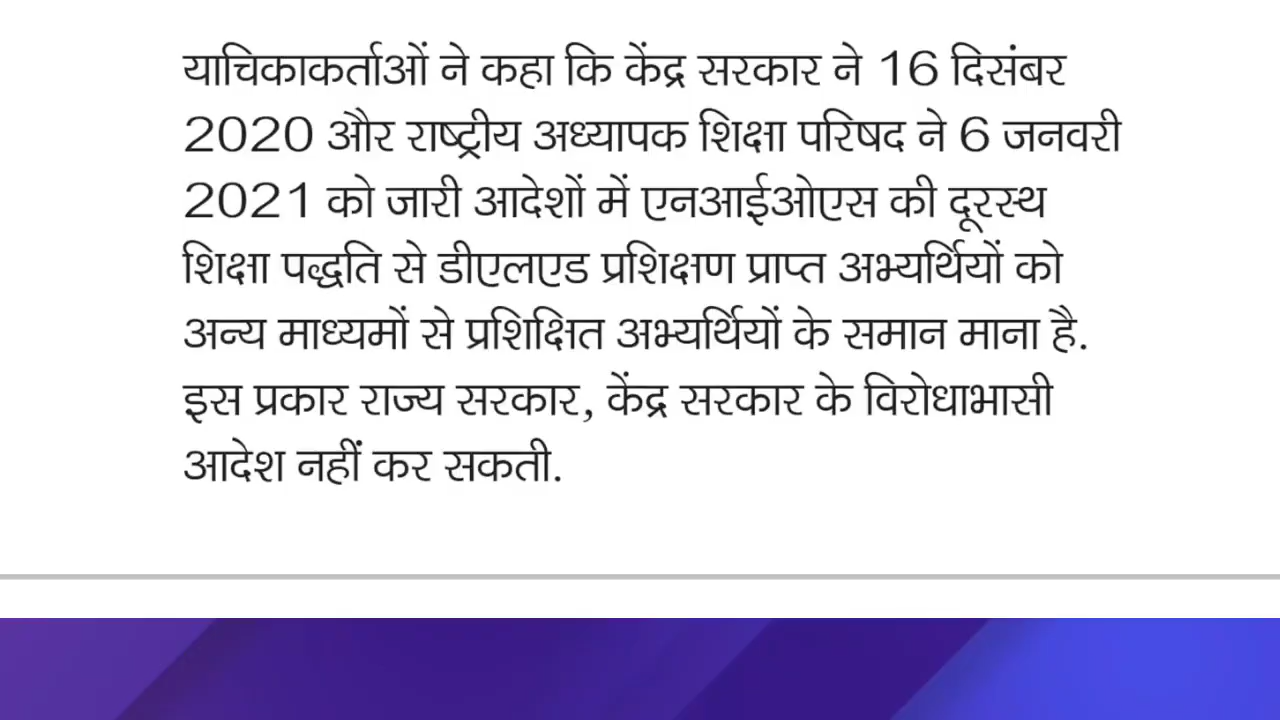 याचिकाकर्ताओं ने कहा कि केंद्र सरकार ने 16 दिसंबर
2020 और राष्ट्रीय अध्यापक शिक्षा परिषद ने 6 जनवरी
2021 को जारी आदेशों में एनआईओएस की दूरस्थ
शिक्षा पद्धति से डीएलएड प्रशिक्षण प्राप्त अभ्यर्थियों को
अन्य माध्यमों से प्रशिक्षित अभ्यर्थियों के समान माना है.
इस प्रकार राज्य सरकार, केंद्र सरकार के विरोधाभासी
आदेश नहीं कर सकती.